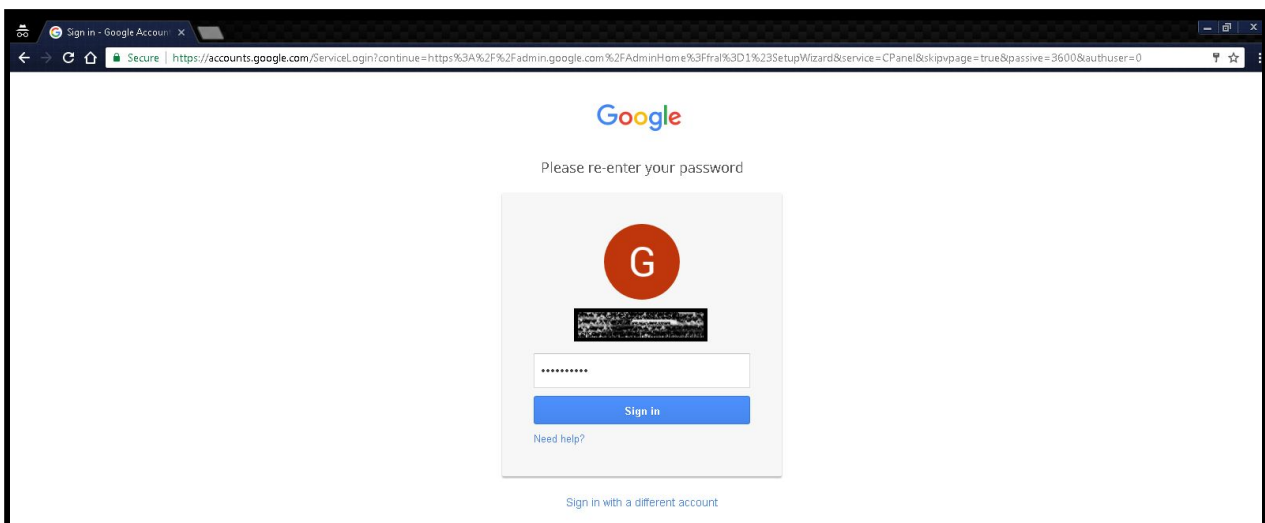 Sign in - Google Accoun
Secure | https://accounts.google.com/ServiceLogin?continue=https%3A%2F%2Fadmin.google.com%2FAdminHome%3Ffral%3D1%23SetupWizard&service=CPanel&skipvpage=true&passive=3600&authuser=0
Google
Please re-enter your password
G
••••••••••
Sign in
Need help?
Sign in with a different account